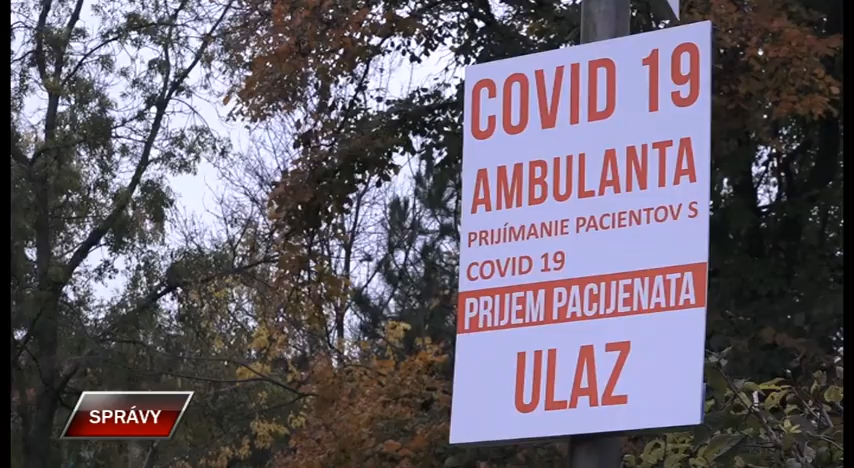 COVID 19
AMBULANTA
PRIJÍMANIE PACIENTOV S
COVID 19
PRIJEM PACIJENATA
ULAZ
SPRÁVY